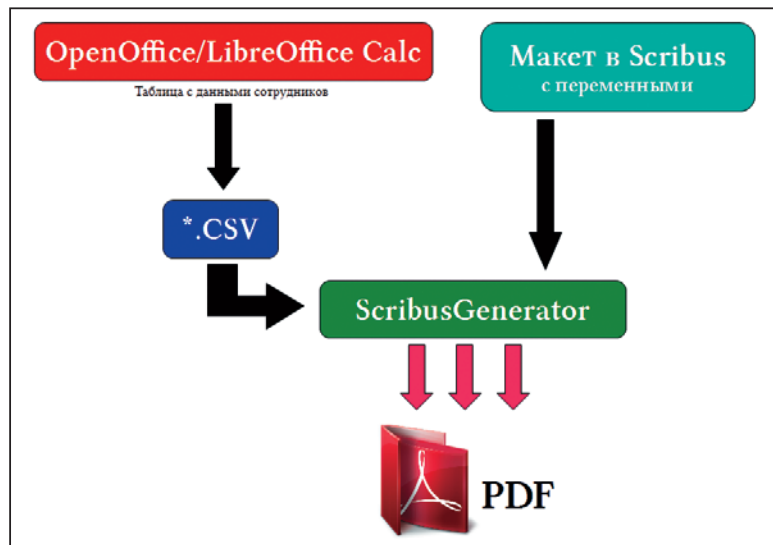 OpenOffice/LibreOffice Calc
Таблица с данными сотрудников
Макет в Scribus
с переменными
*.CSV
ScribusGenerator
PDF